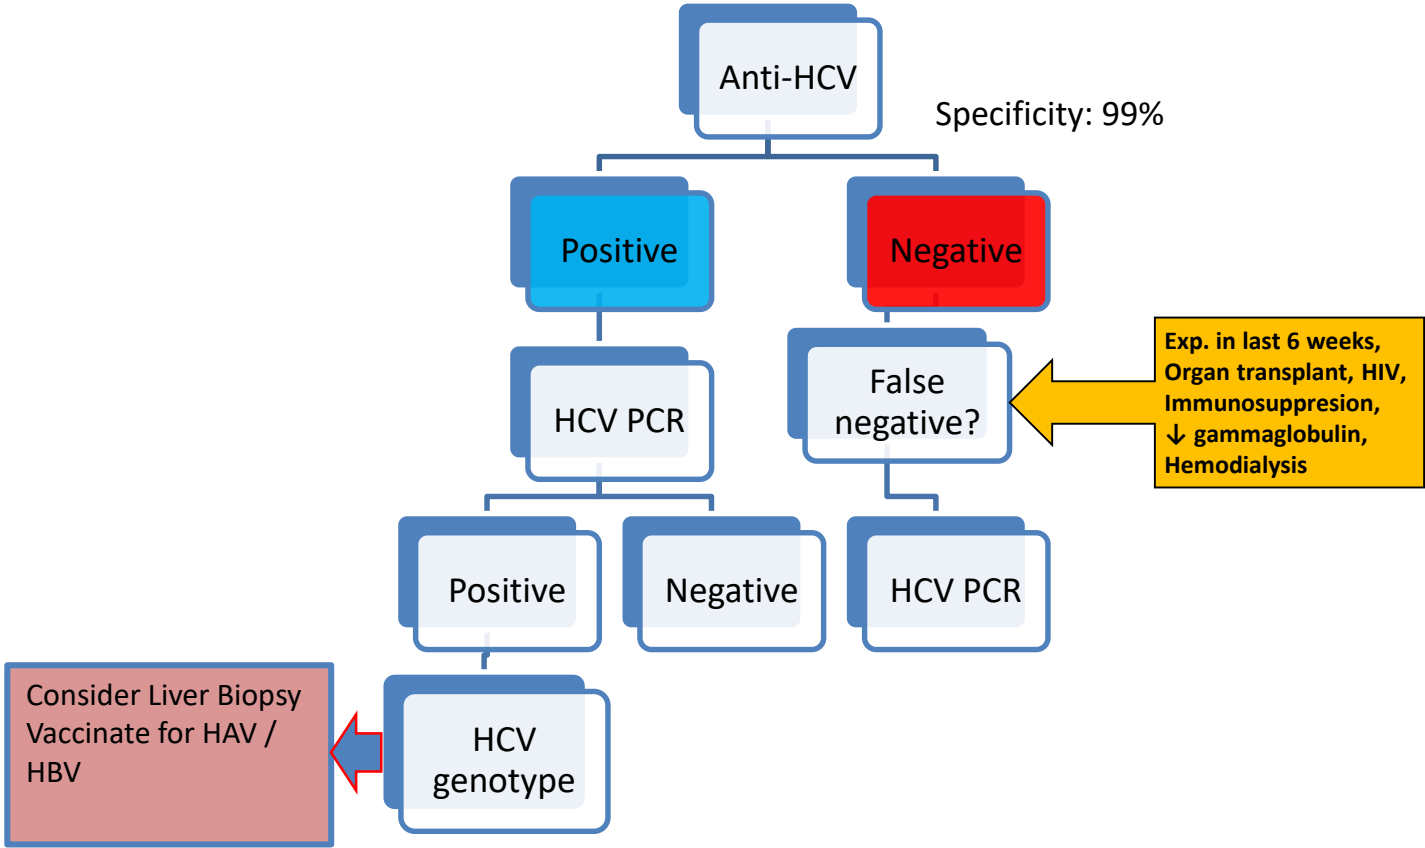 Anti-HCV
Specificity: 99%
Positive
Negative
Exp. in last 6 weeks,
Organ transplant, HIV,
Immunosuppresion,
↓ gammaglobulin,
Hemodialysis
False
negative?
HCV PCR
Positive
Negative
HCV PCR
Consider Liver Biopsy
Vaccinate for HAV /
HBV
HCV
genotype